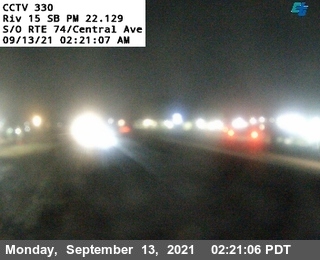 CCTV 330
Riv 15 SB PM 22.129
S/O RTE 74/Central Ave
09/13/21 02:21:07 AM
Monday, September 13, 2021 02:21:06 PDT